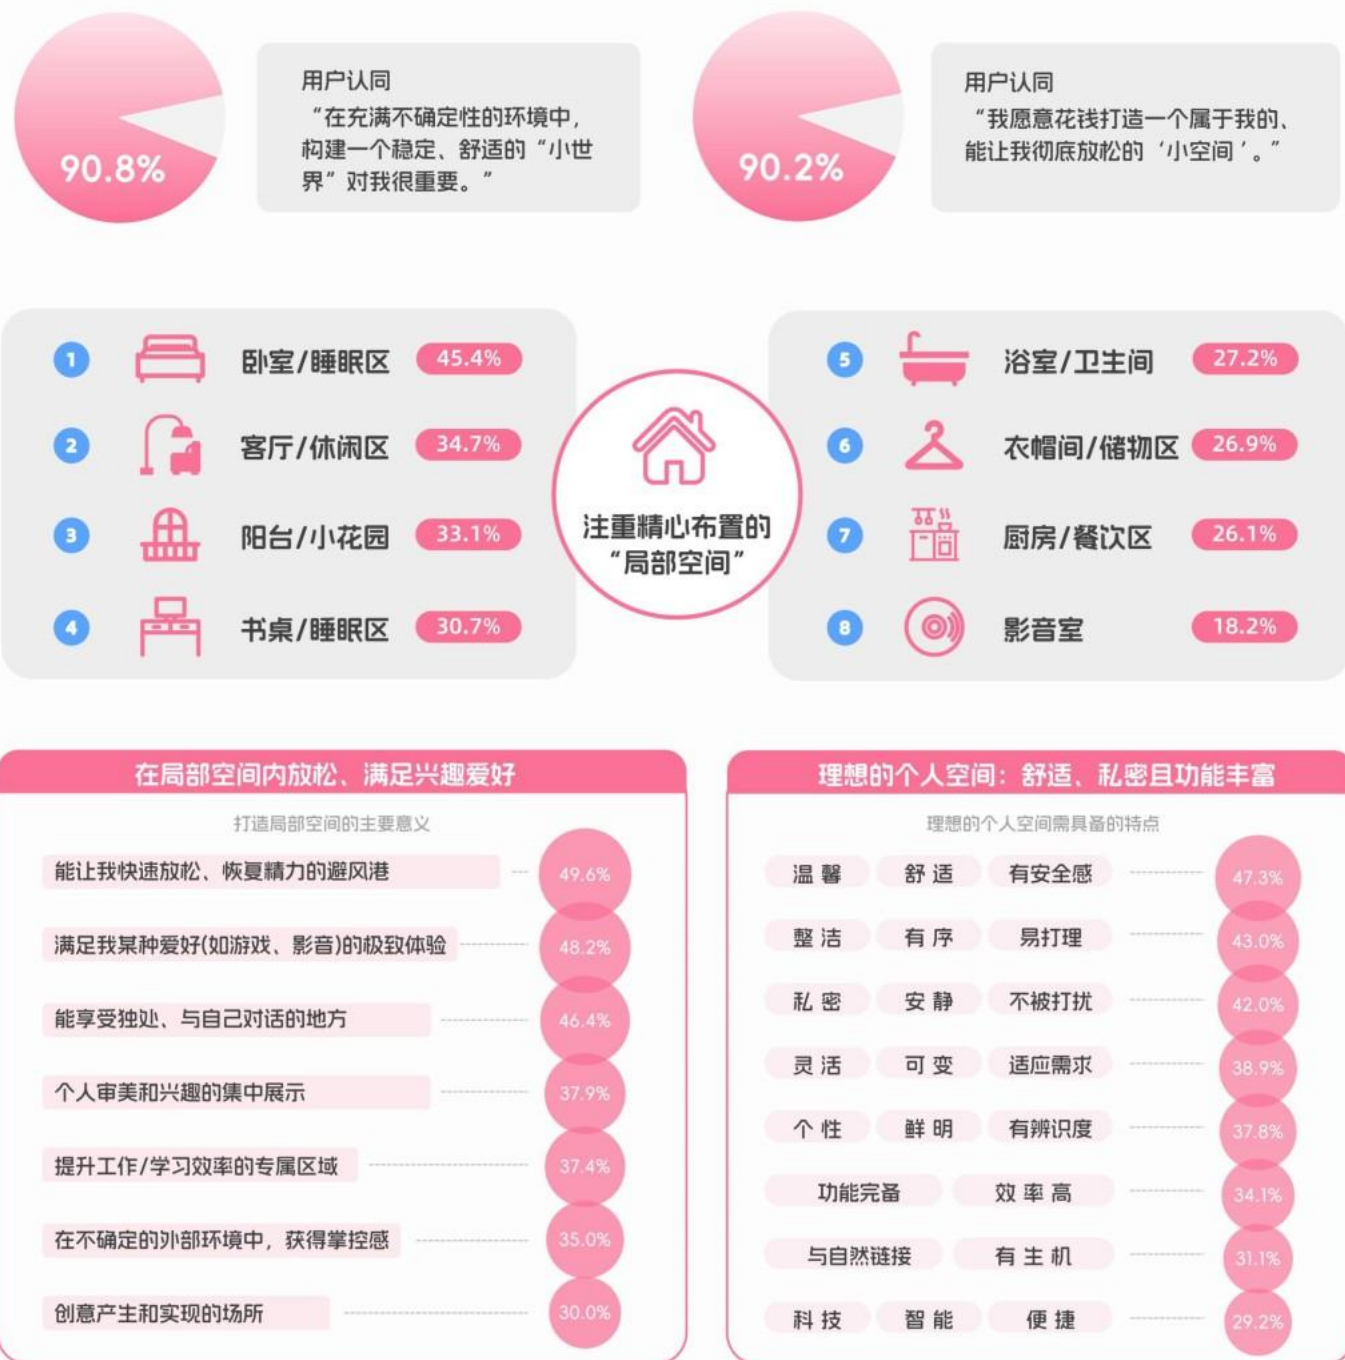 90.8%
用户认同
“在充满不确定性的环境中，
构建一个稳定、舒适的“小世
界”对我很重要。”
90.2%
用户认同
“我愿意花钱打造一个属于我的、
能让我彻底放松的‘小空间’。”
1 卧室/睡眠区 45.4%
2 客厅/休闲区 34.7%
3 阳台/小花园 33.1%
4 书桌/睡眠区 30.7%
注重精心布置的
“局部空间”
5 浴室/卫生间 27.2%
6 衣帽间/储物区 26.9%
7 厨房/餐饮区 26.1%
8 影音室 18.2%
在局部空间内放松、满足兴趣爱好
打造局部空间的主要意义
能让我快速放松、恢复精力的避风港 49.6%
满足我某种爱好(如游戏、影音)的极致体验 48.2%
能享受独处、与自己对话的地方 46.4%
个人审美和兴趣的集中展示 37.9%
提升工作/学习效率的专属区域 37.4%
在不确定的外部环境中，获得掌控感 35.0%
创意产生和实现的场所 30.0%
理想的个人空间：舒适、私密且功能丰富
理想的个人空间需具备的特点
温馨 舒适 有安全感 47.3%
整洁 有序 易打理 43.0%
私密 安静 不被打扰 42.0%
灵活 可变 适应需求 38.9%
个性 鲜明 有辨识度 37.8%
功能完备 效率高 34.1%
与自然链接 有主机 31.1%
科技 智能 便捷 29.2%